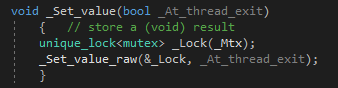 void _Set_value(bool _At_thread_exit)
{ // store a (void) result
unique_lock<mutex> _Lock(_Mtx);
_Set_value_raw(&_Lock, _At_thread_exit);
}